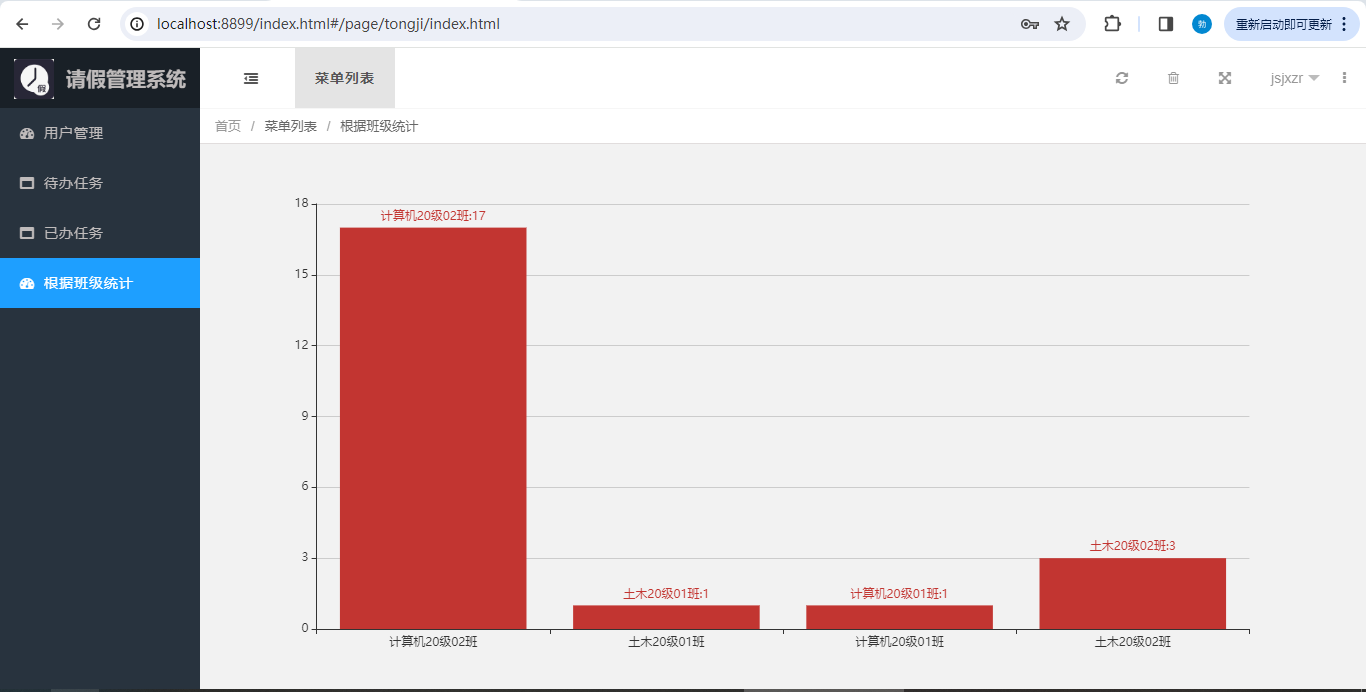 localhost:8899/index.html#/page/tongji/index.html
勃
重新启动即可更新
假
请假管理系统
菜单列表
jsjxzr
首页 / 菜单列表 / 根据班级统计
用户管理
待办任务
已办任务
根据班级统计
18
15
12
9
6
3
0
计算机20级02班:17
土木20级01班:1
计算机20级01班:1
土木20级02班:3
计算机20级02班
土木20级01班
计算机20级01班
土木20级02班